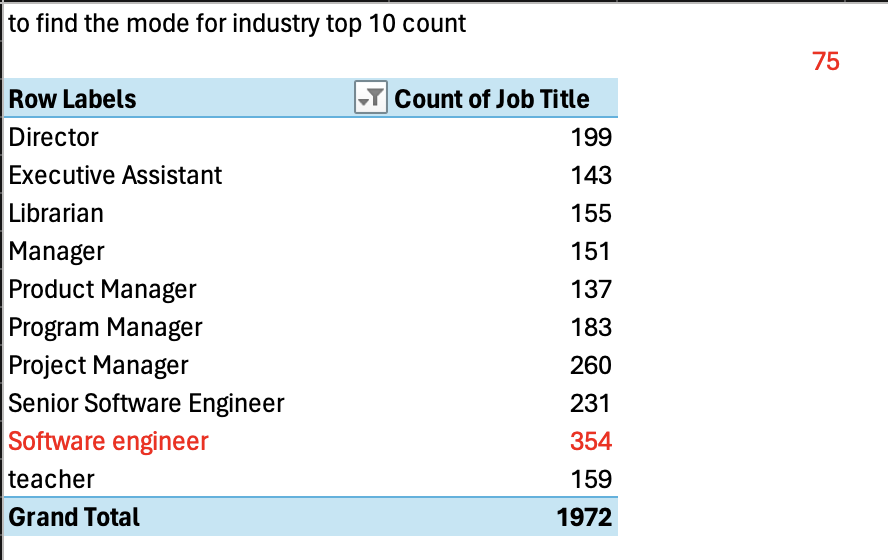 to find the mode for industry top 10 count
75
Row Labels Count of Job Title
Director 199
Executive Assistant 143
Librarian 155
Manager 151
Product Manager 137
Program Manager 183
Project Manager 260
Senior Software Engineer 231
Software engineer 354
teacher 159
Grand Total 1972